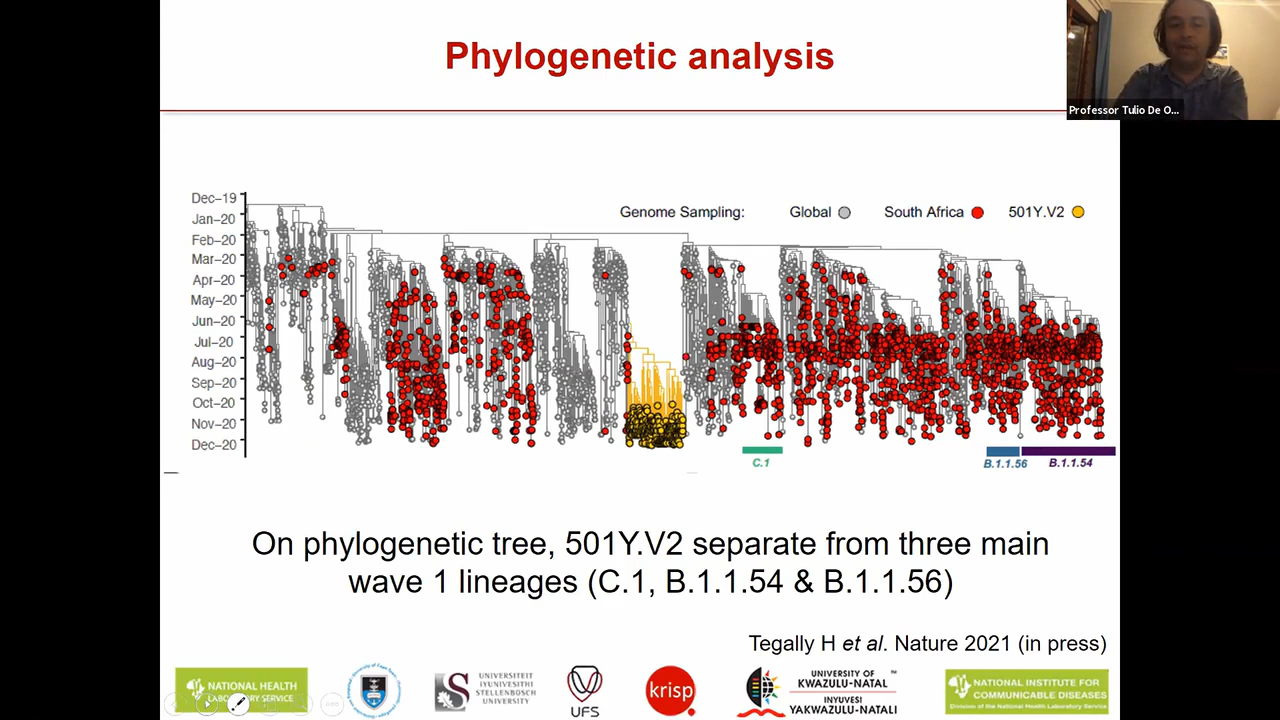 Phylogenetic analysis
Professor Tulio De O...
Genome Sampling: Global South Africa 501Y.V2
Dec–19
Jan–20
Feb–20
Mar–20
Apr–20
May–20
Jun–20
Jul–20
Aug–20
Sep–20
Oct–20
Nov–20
Dec–20
C.1
B.1.1.56
B.1.1.54
On phylogenetic tree, 501Y.V2 separate from three main
wave 1 lineages (C.1, B.1.1.54 & B.1.1.56)
Tegally H et al. Nature 2021 (in press)
NATIONAL HEALTH
LABORATORY SERVICE
UNIVERSITEIT
IYUNIVESITHI
STELLENBOSCH
UNIVERSITY
UFS
krisp
UNIVERSITY OF ™
KWAZULU-NATAL
INYUVESI
YAKWAZULU-NATALI
NATIONAL INSTITUTE FOR
COMMUNICABLE DISEASES
Division of the National Health Laboratory Service